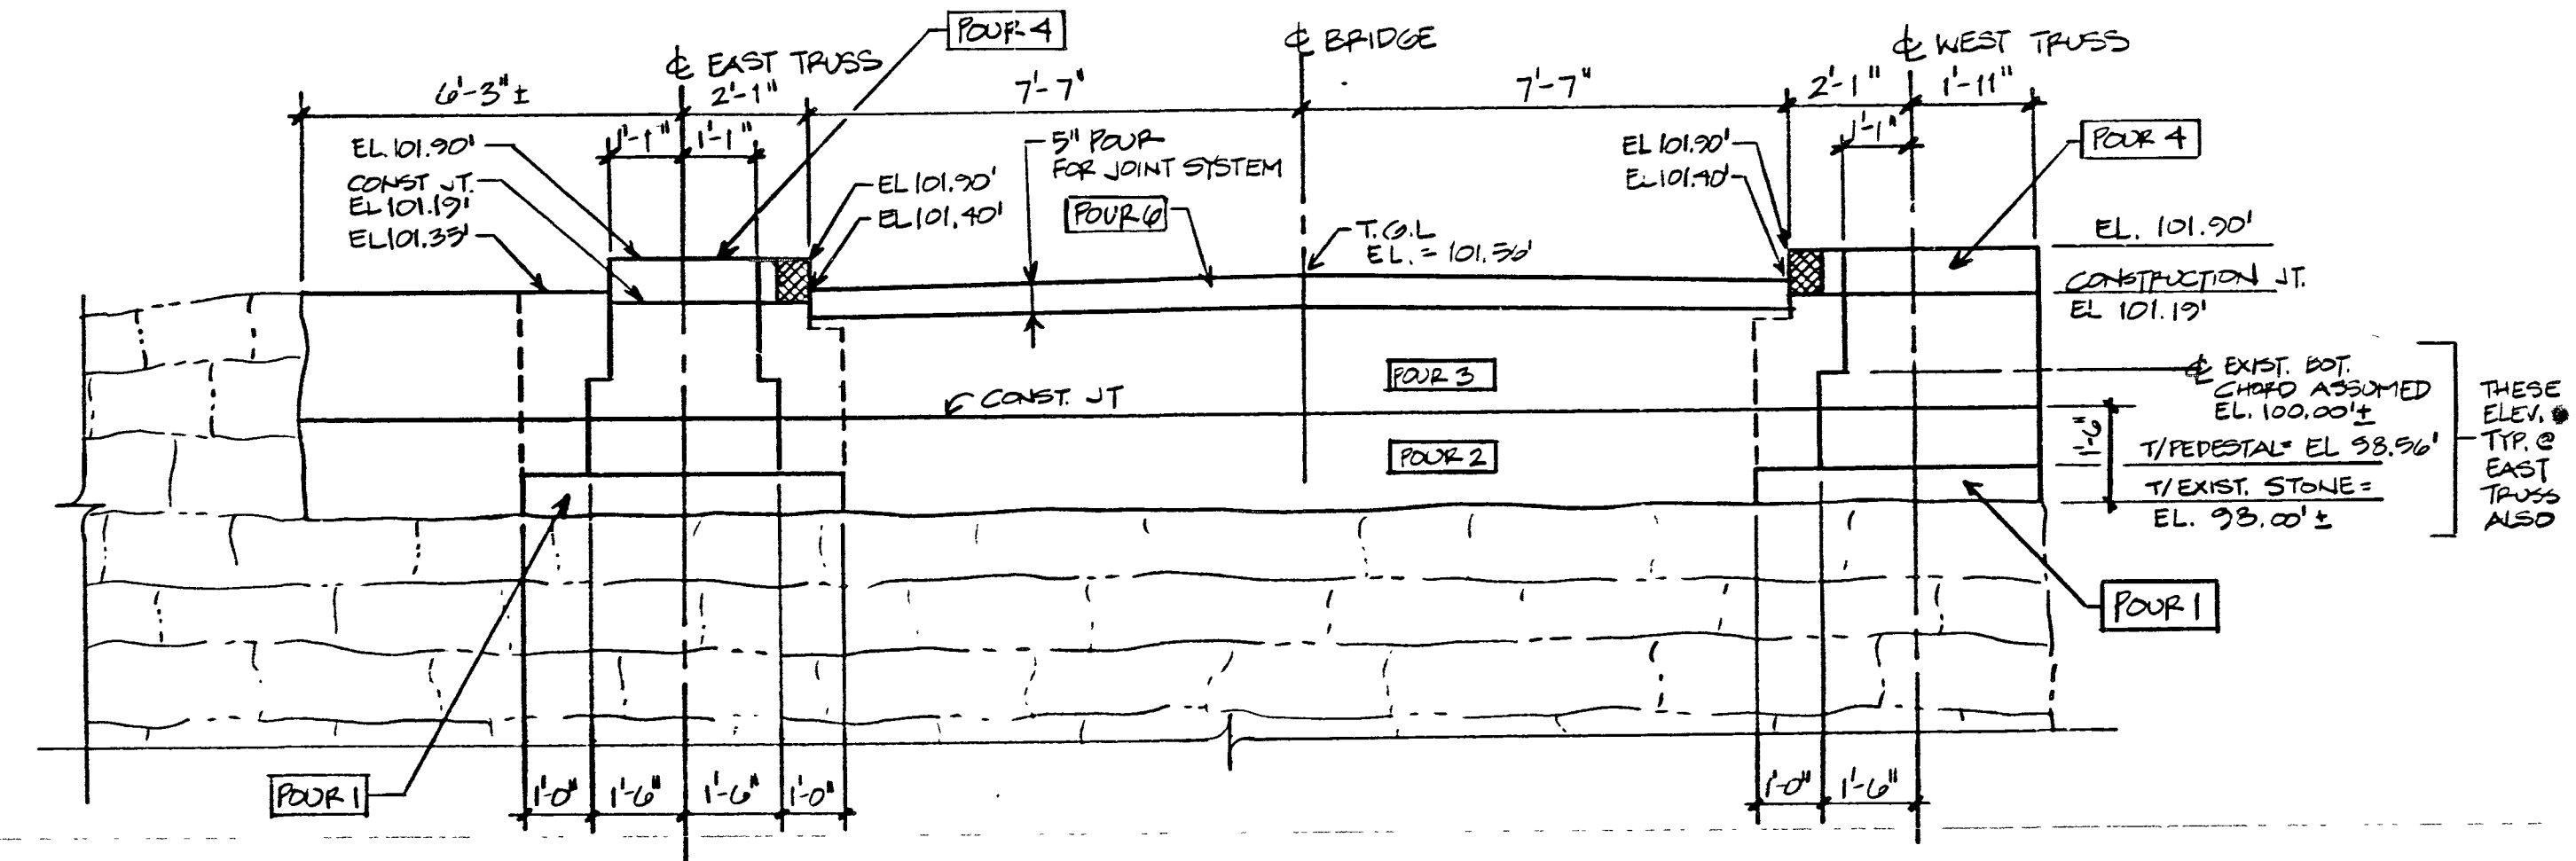 POUR 4
℄ EAST TRUSS
℄ BRIDGE
℄ WEST TRUSS
6'-3"±
2'-1"
7'-7"
7'-7"
2'-1"
1'-11"
1'-1"
1'-1"
1'-1"
EL. 101.90'
CONST JT.
EL 101.19'
EL 101.35'
EL 101.90'
EL 101.40'
5" POUR
FOR JOINT SYSTEM
POUR 6
T.G.L
EL. = 101.56'
EL 101.90'
EL 101.40'
POUR 4
EL. 101.90'
CONSTRUCTION JT.
EL 101.19'
POUR 3
CONST. JT
POUR 2
℄ EXIST. BOT.
CHORD ASSUMED
EL. 100.00'±
1'-6"
T/PEDESTAL= EL 98.56'
T/EXIST. STONE =
EL. 98.00'±
THESE
ELEV.
TYP. @
EAST
TRUSS
ALSO
POUR 1
POUR 1
1'-0"
1'-6"
1'-6"
1'-0"
1'-0"
1'-6"